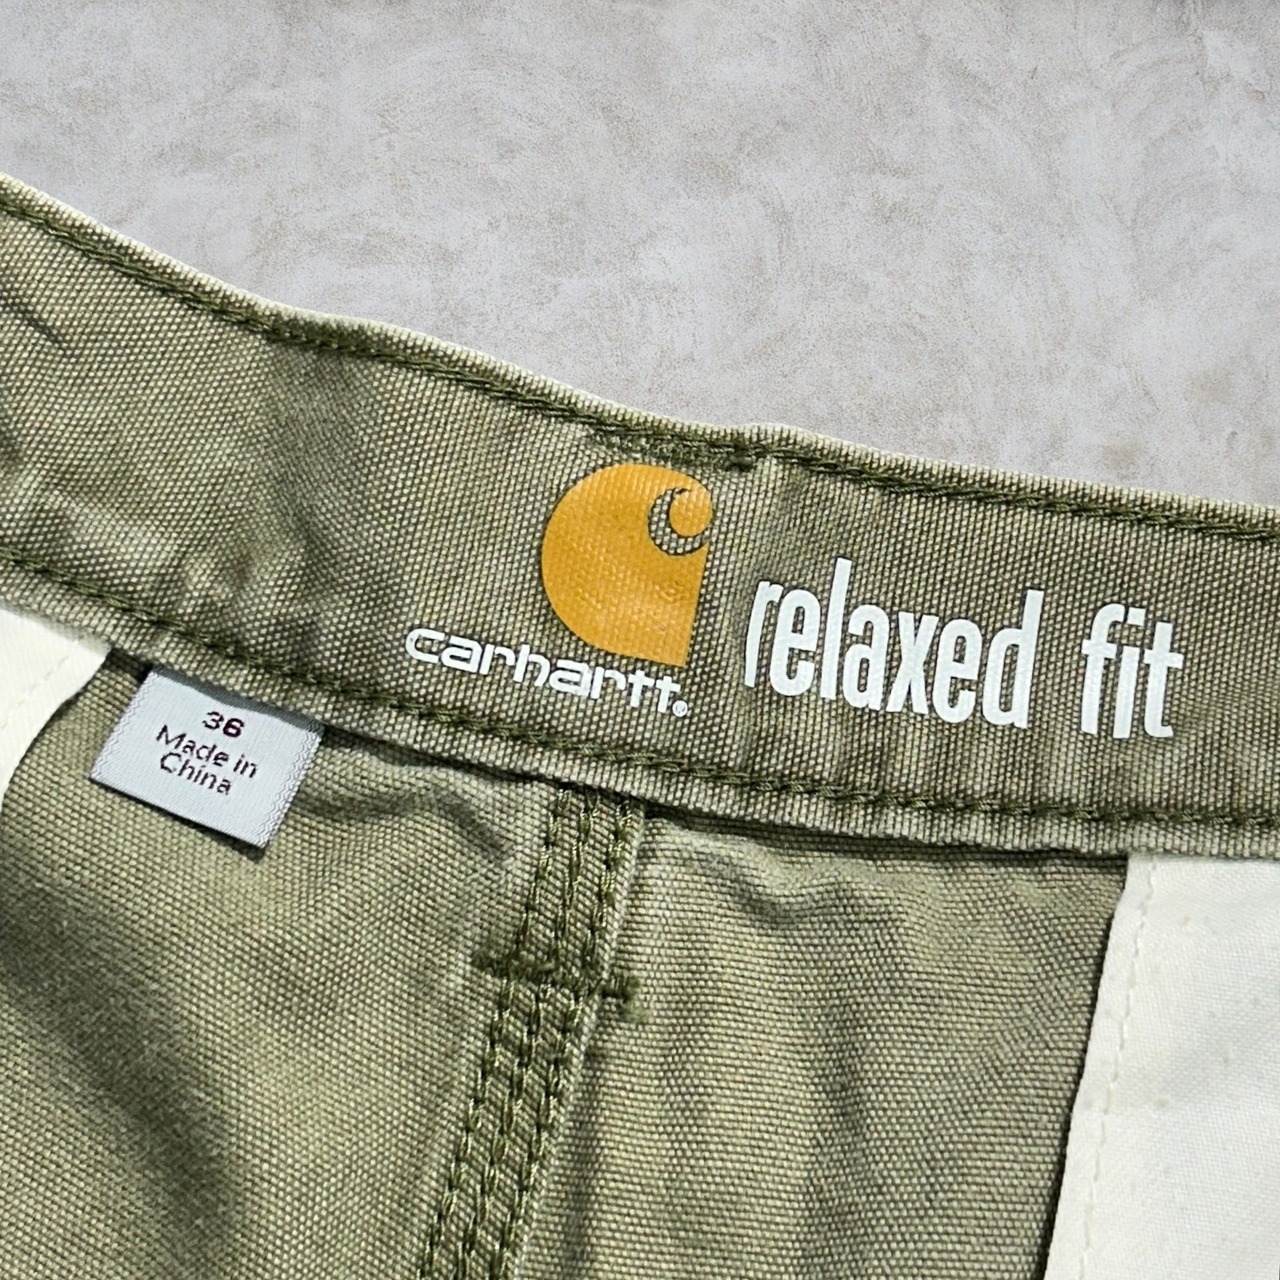 carhartt®
relaxed fit
36
Made in
China